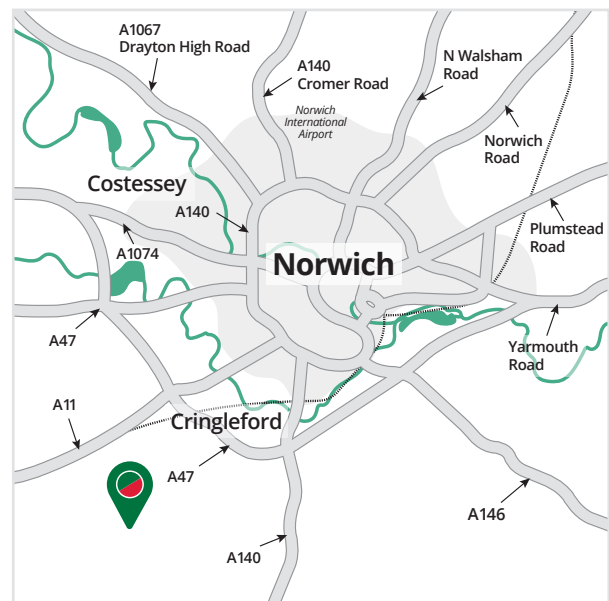 A1067
Drayton High Road
A140
Cromer Road
N Walsham
Road
Norwich
International
Airport
Norwich
Road
Costessey
A140
Plumstead
Road
A1074
Norwich
A47
Yarmouth
Road
A11
Cringleford
A47
A146
A140